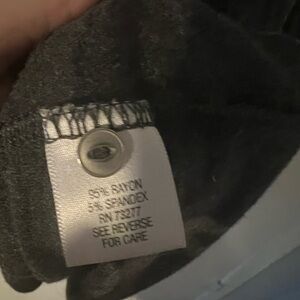 95% RAYON
5% SPANDEX
RN 73277
SEE REVERSE
FOR CARE